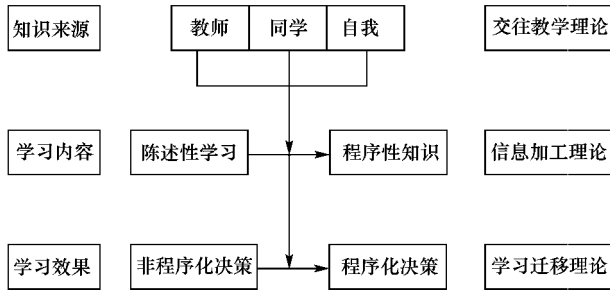 知识来源 教师 同学 自我 交往教学理论
学习内容 陈述性学习 程序性知识 信息加工理论
学习效果 非程序化决策 程序化决策 学习迁移理论